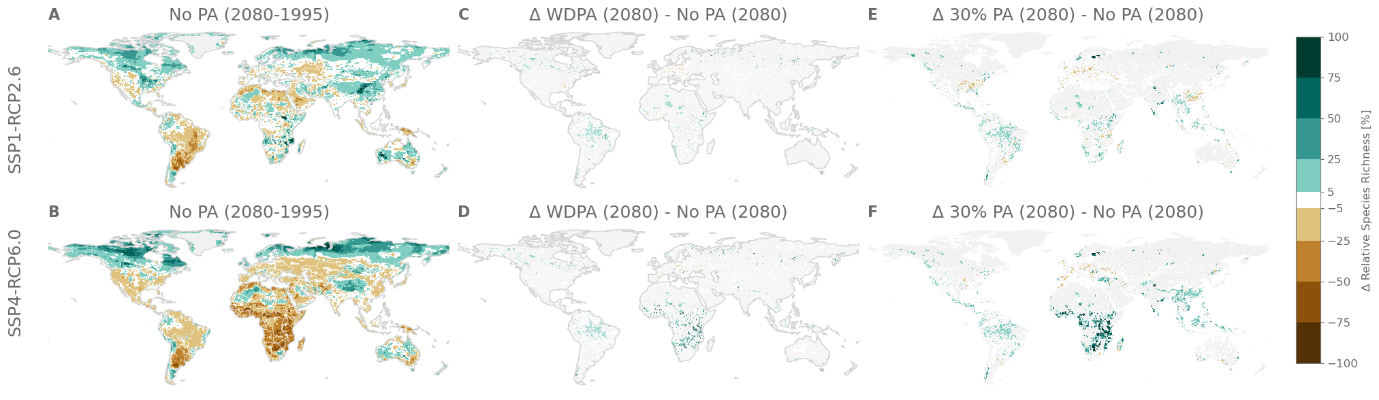 A No PA (2080-1995)
C Δ WDPA (2080) - No PA (2080)
E Δ 30% PA (2080) - No PA (2080)
SSP1-RCP2.6
B No PA (2080-1995)
D Δ WDPA (2080) - No PA (2080)
F Δ 30% PA (2080) - No PA (2080)
SSP4-RCP6.0
100
75
50
25
5
−5
−25
−50
−75
−100
Δ Relative Species Richness [%]